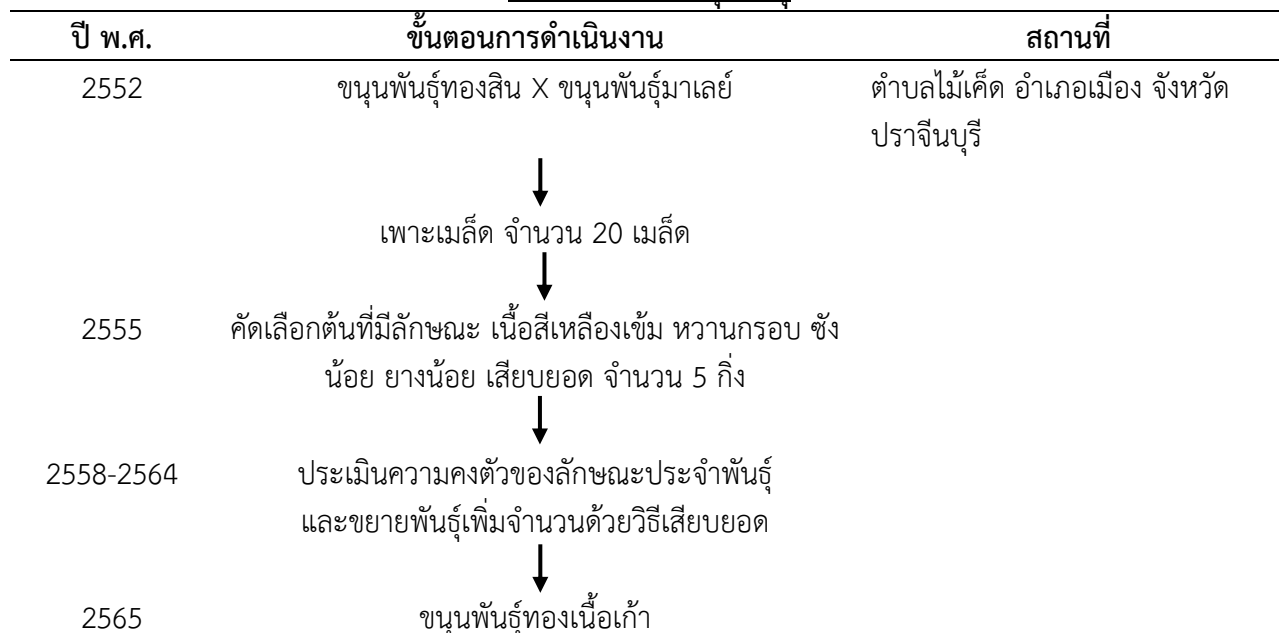 ปี พ.ศ. ขั้นตอนการดำเนินงาน สถานที่
2552 ขนุนพันธุ์ทองสิน X ขนุนพันธุ์มาเลย์ ตำบลไม้เค็ด อำเภอเมือง จังหวัด
ปราจีนบุรี
เพาะเมล็ด จำนวน 20 เมล็ด
2555 คัดเลือกต้นที่มีลักษณะ เนื้อสีเหลืองเข้ม หวานกรอบ ซัง
น้อย ยางน้อย เสียบยอด จำนวน 5 กิ่ง
2558-2564 ประเมินความคงตัวของลักษณะประจำพันธุ์
และขยายพันธุ์เพิ่มจำนวนด้วยวิธีเสียบยอด
2565 ขนุนพันธุ์ทองเนื้อเก้า